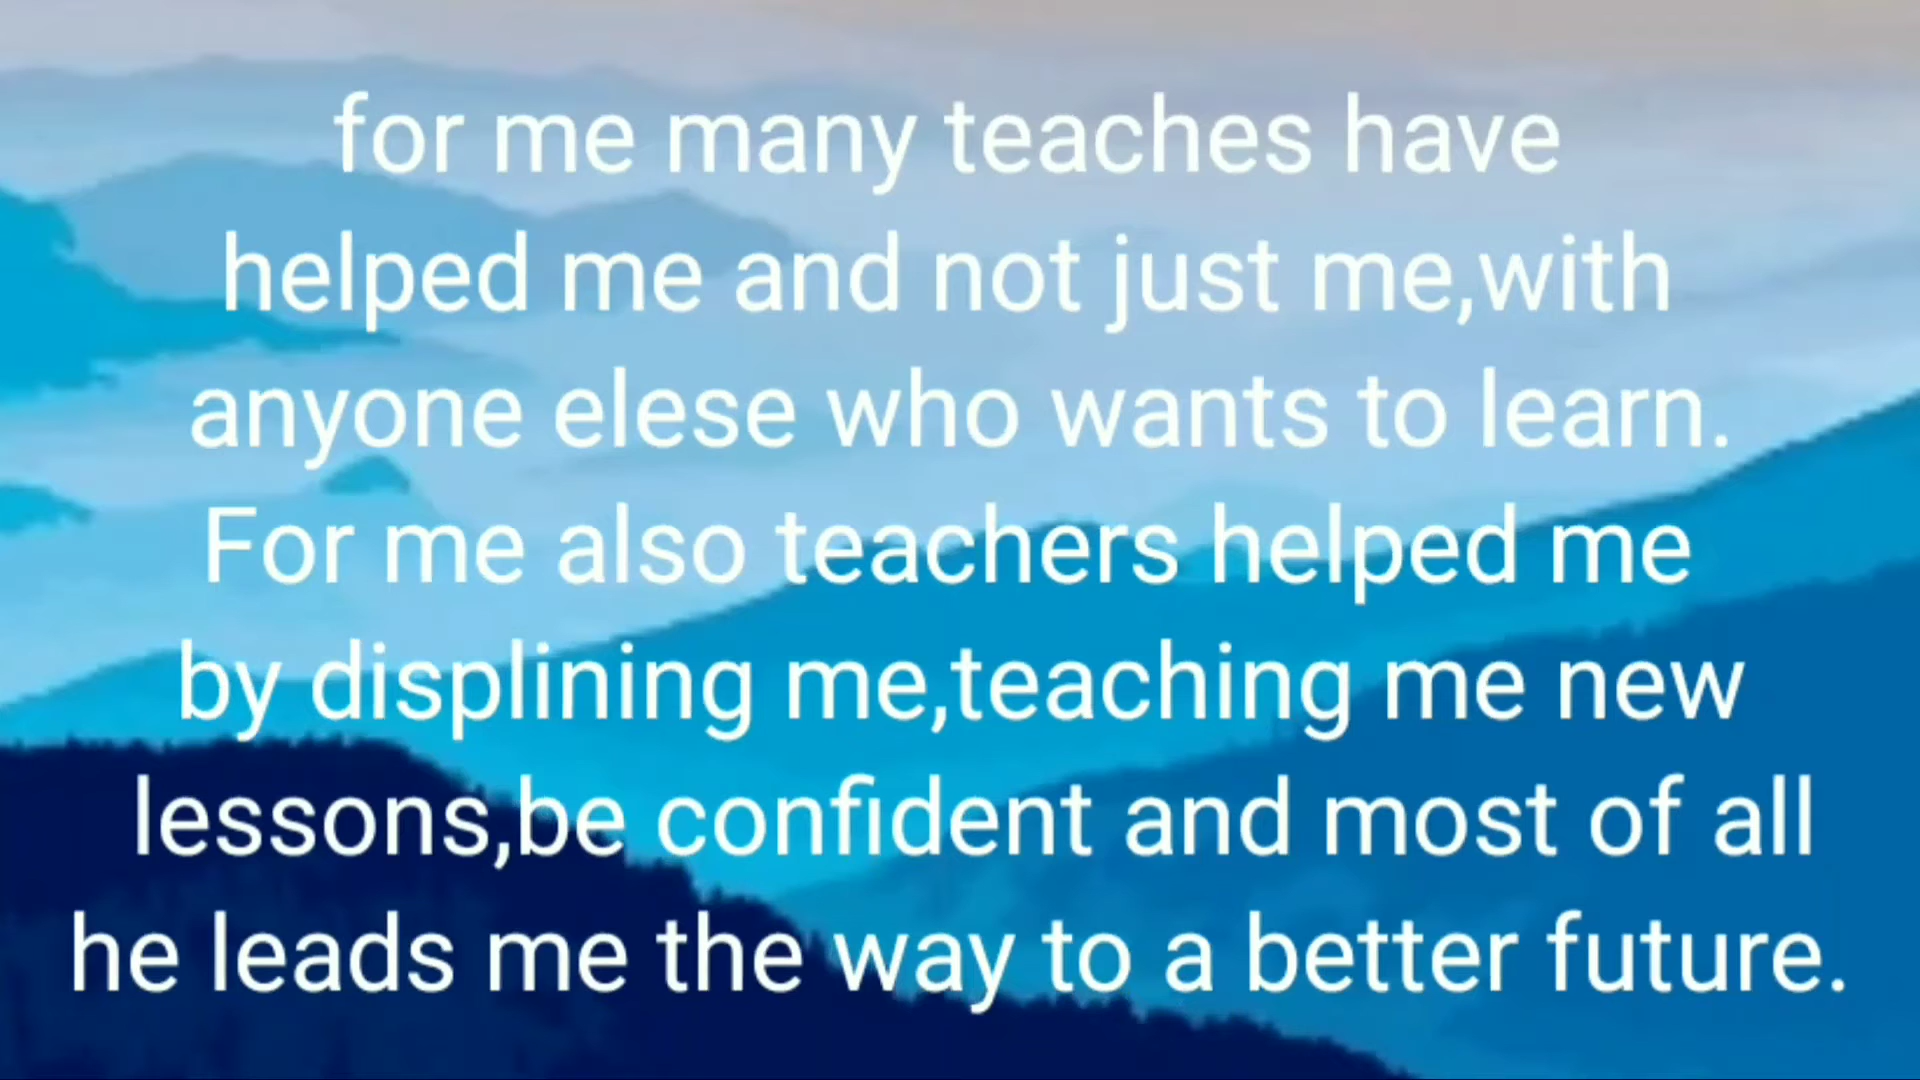 for me many teaches have
helped me and not just me,with
anyone elese who wants to learn.
For me also teachers helped me
by displining me,teaching me new
lessons,be confident and most of all
he leads me the way to a better future.